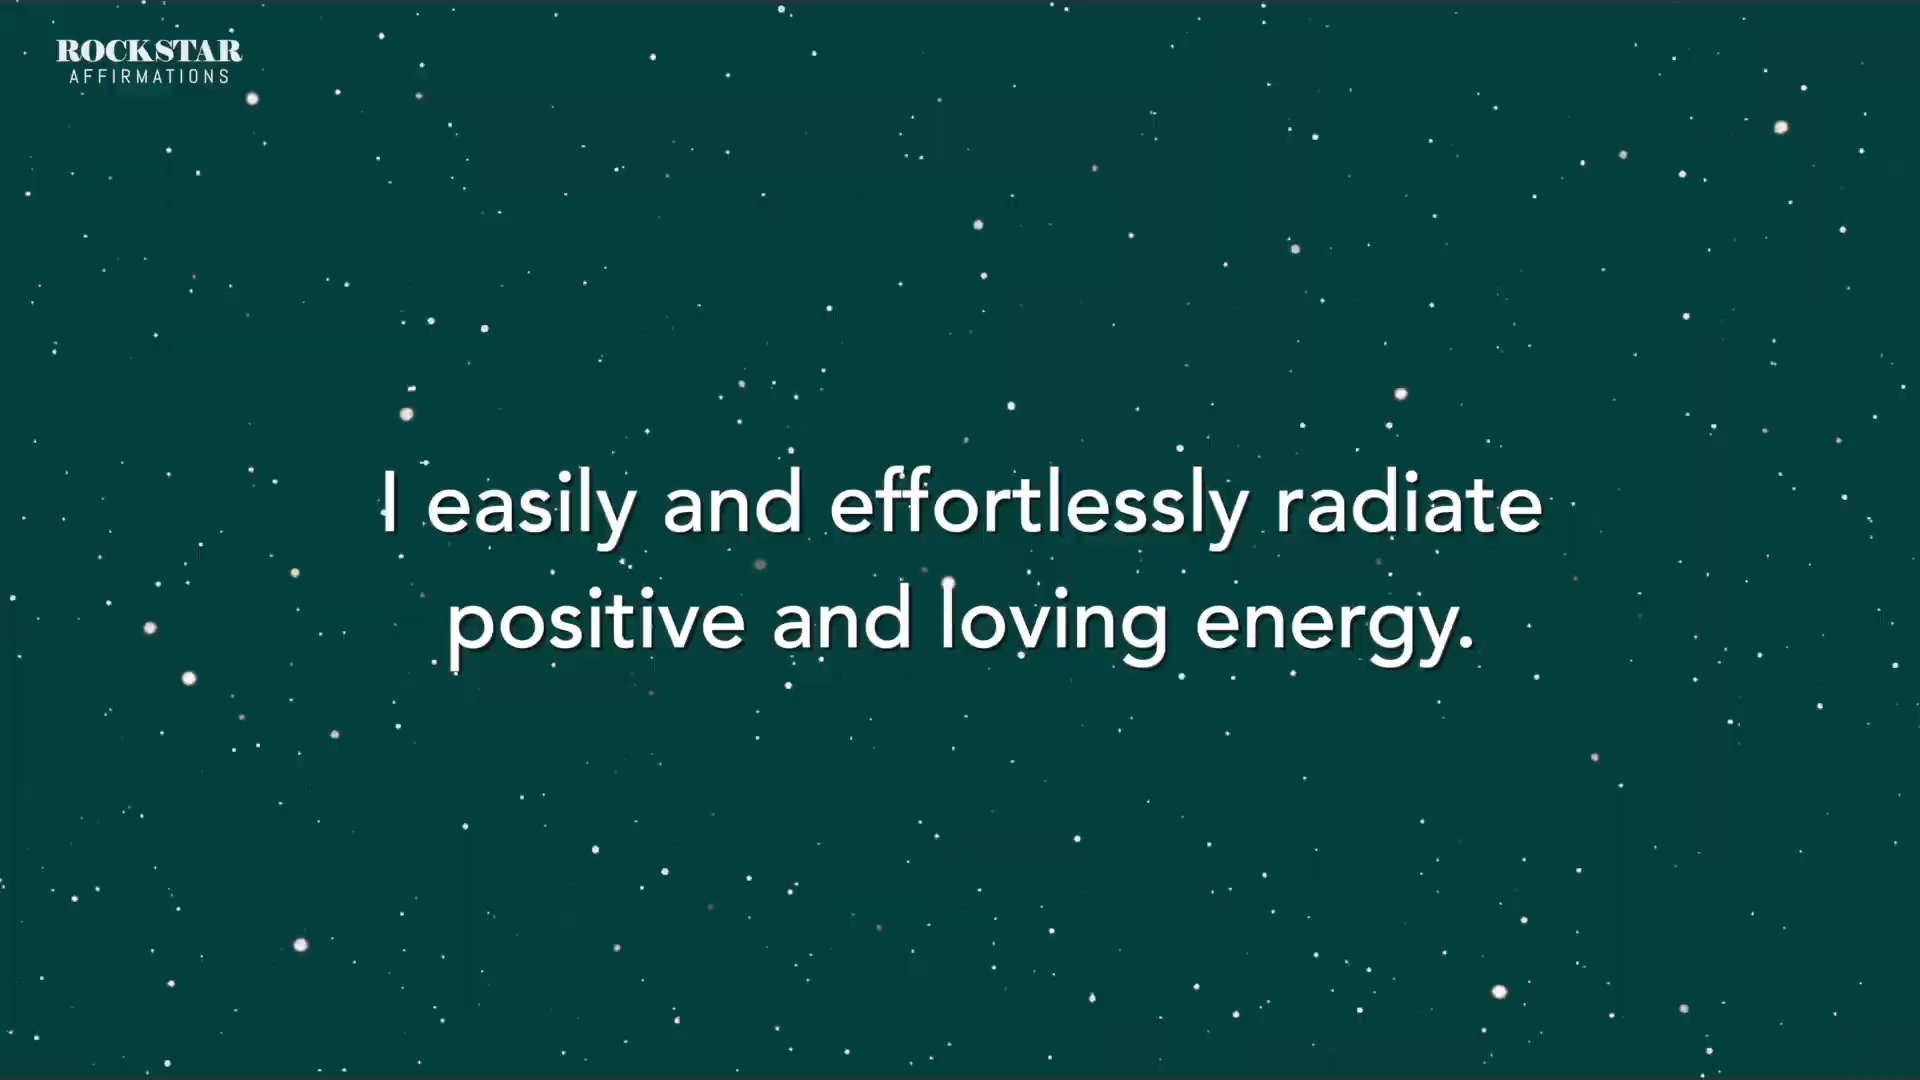 ROCKSTAR
AFFIRMATIONS
I easily and effortlessly radiate
positive and loving energy.